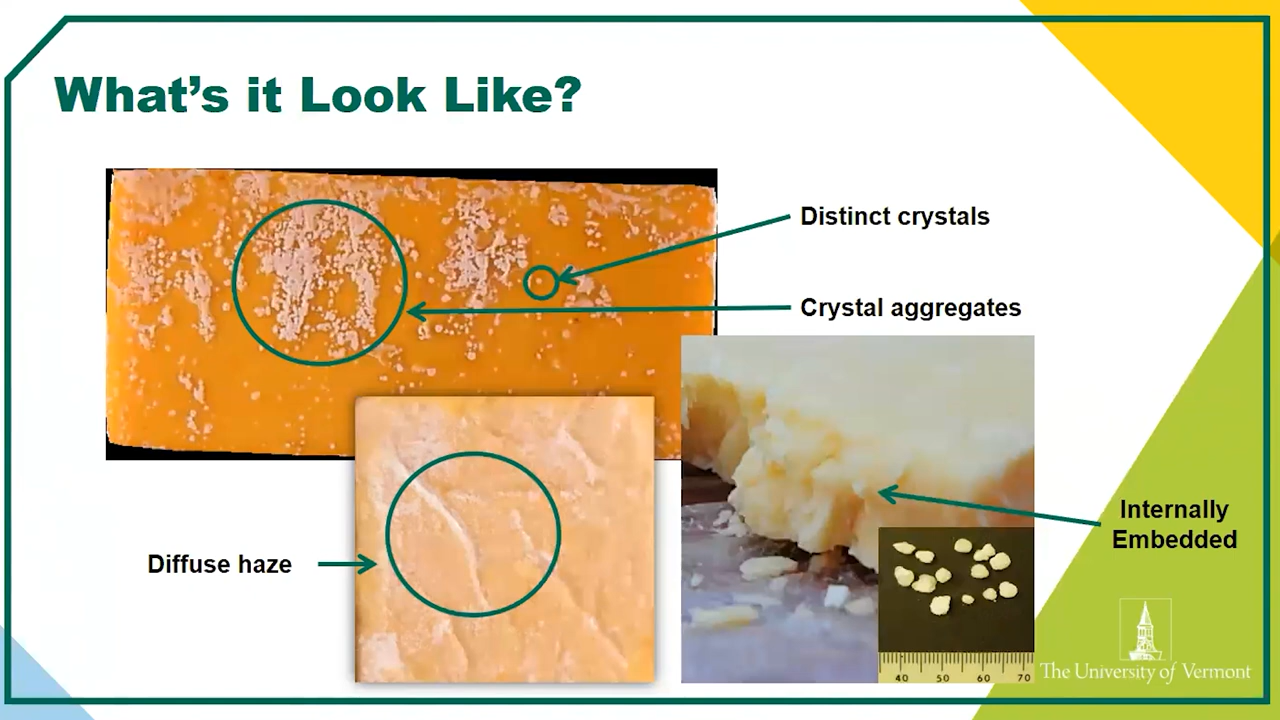 What's it Look Like?
Distinct crystals
Crystal aggregates
Internally
Embedded
Diffuse haze
40 50 60 70
The University of Vermont